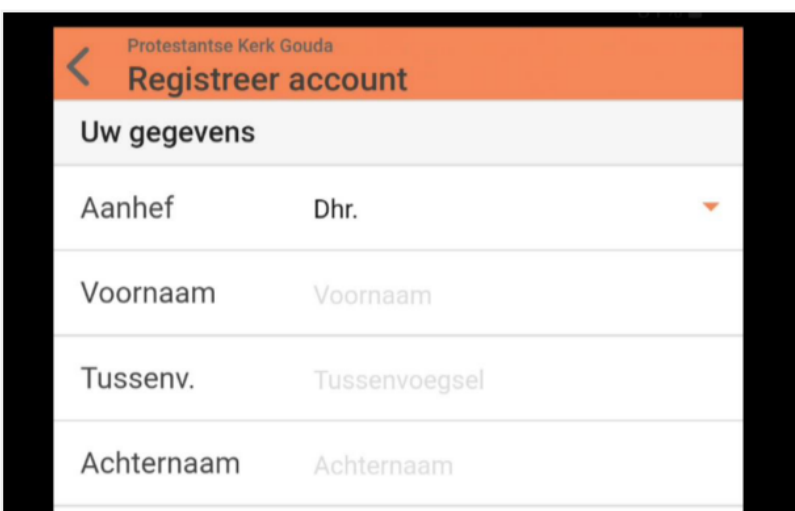 Protestantse Kerk Gouda
Registreer account
Uw gegevens
Aanhef Dhr.
Voornaam Voornaam
Tussenv. Tussenvoegsel
Achternaam Achternaam